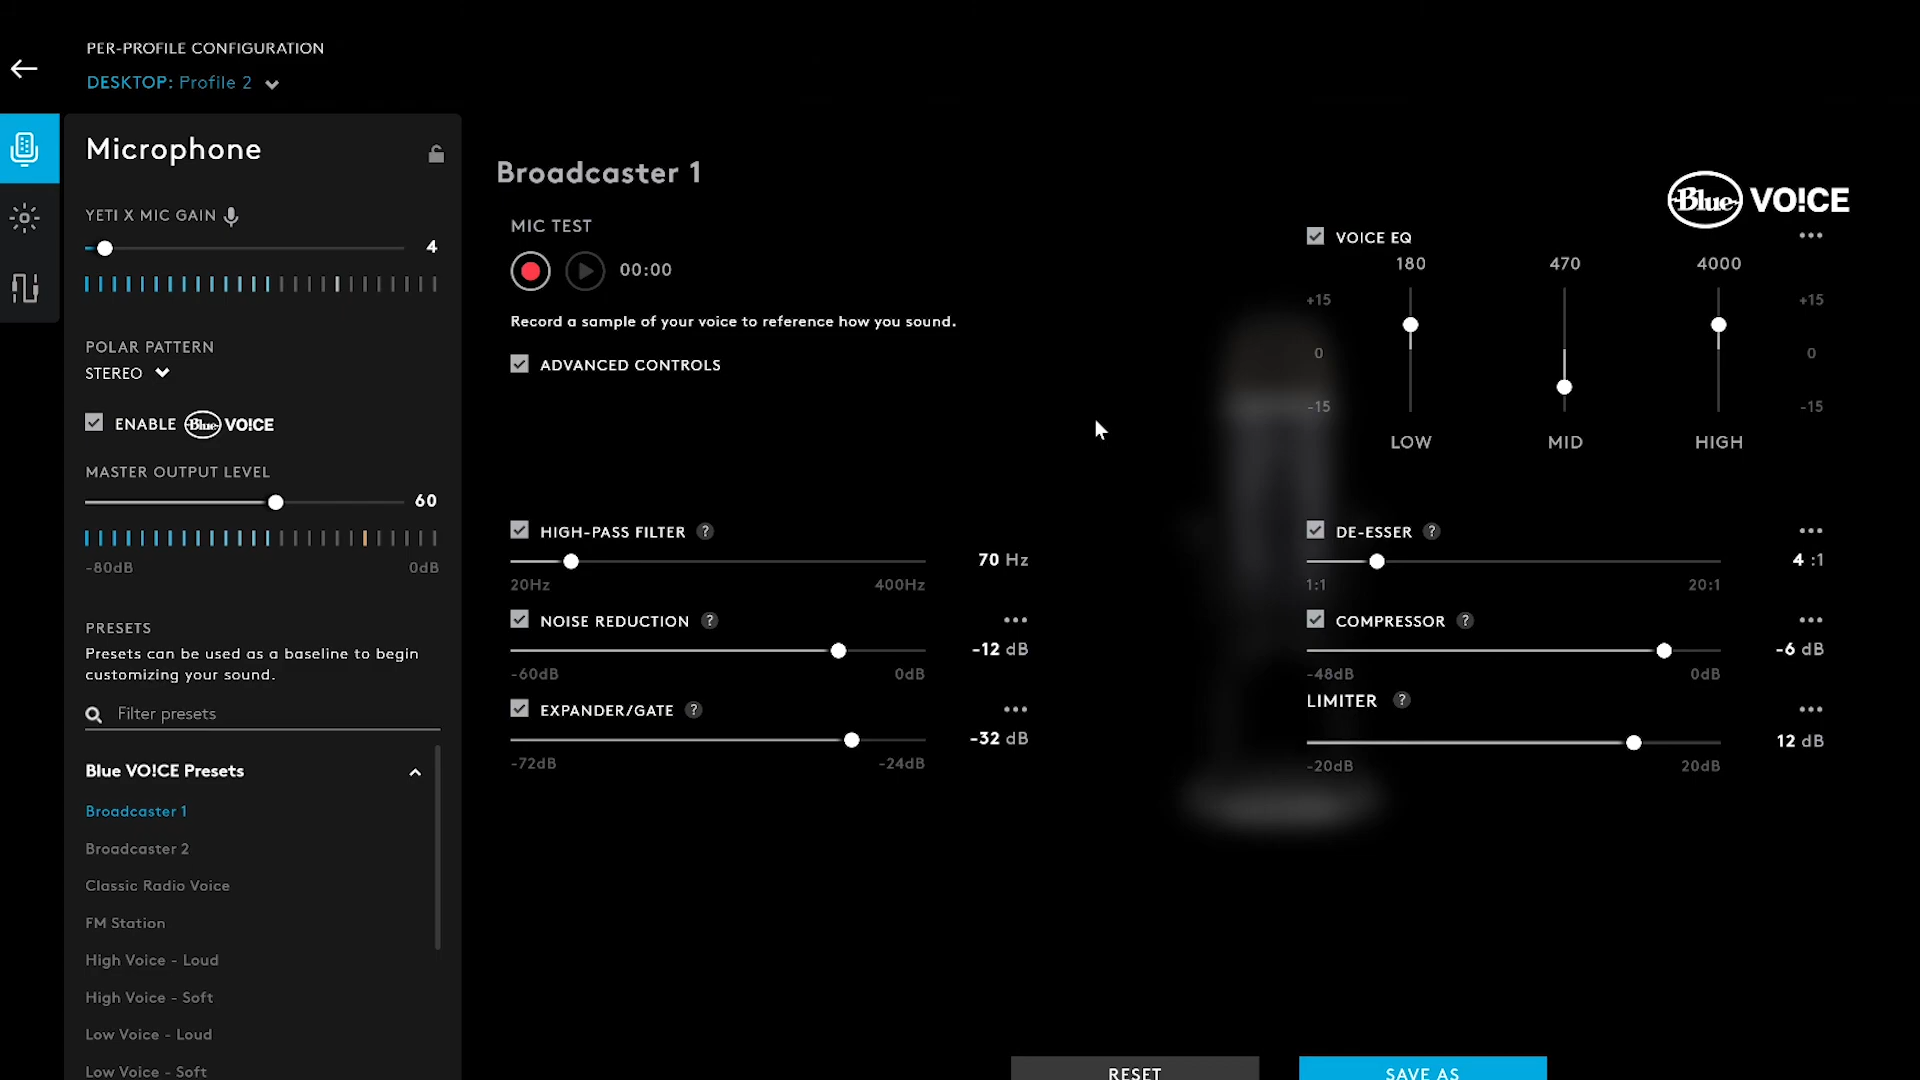 PER-PROFILE CONFIGURATION
DESKTOP: Profile 2
Microphone
YETI X MIC GAIN
4
POLAR PATTERN
STEREO
ENABLE Blue VO!CE
MASTER OUTPUT LEVEL
60
-80dB 0dB
PRESETS
Presets can be used as a baseline to begin
customizing your sound.
Filter presets
Blue VO!CE Presets
Broadcaster 1
Broadcaster 2
Classic Radio Voice
FM Station
High Voice - Loud
High Voice - Soft
Low Voice - Loud
Low Voice - Soft
Broadcaster 1
MIC TEST
00:00
Record a sample of your voice to reference how you sound.
ADVANCED CONTROLS
HIGH-PASS FILTER ?
70 Hz
20Hz 400Hz
NOISE REDUCTION ?
-12 dB
-60dB 0dB
EXPANDER/GATE ?
-32 dB
-72dB -24dB
Blue VO!CE
VOICE EQ
180 470 4000
+15 +15
0 0
-15 -15
LOW MID HIGH
DE-ESSER ?
4 :1
1:1 20:1
COMPRESSOR ?
-6 dB
-48dB 0dB
LIMITER ?
12 dB
-20dB 20dB
RESET SAVE AS